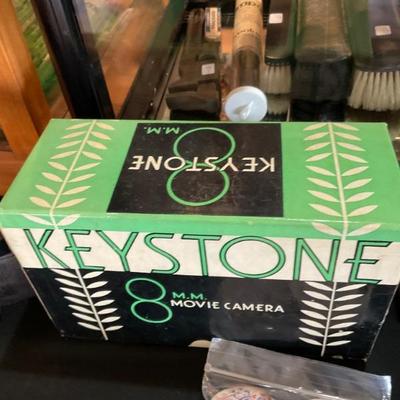 8
M.M.
KEYSTONE
KEYSTONE
8 M.M.
MOVIE CAMERA